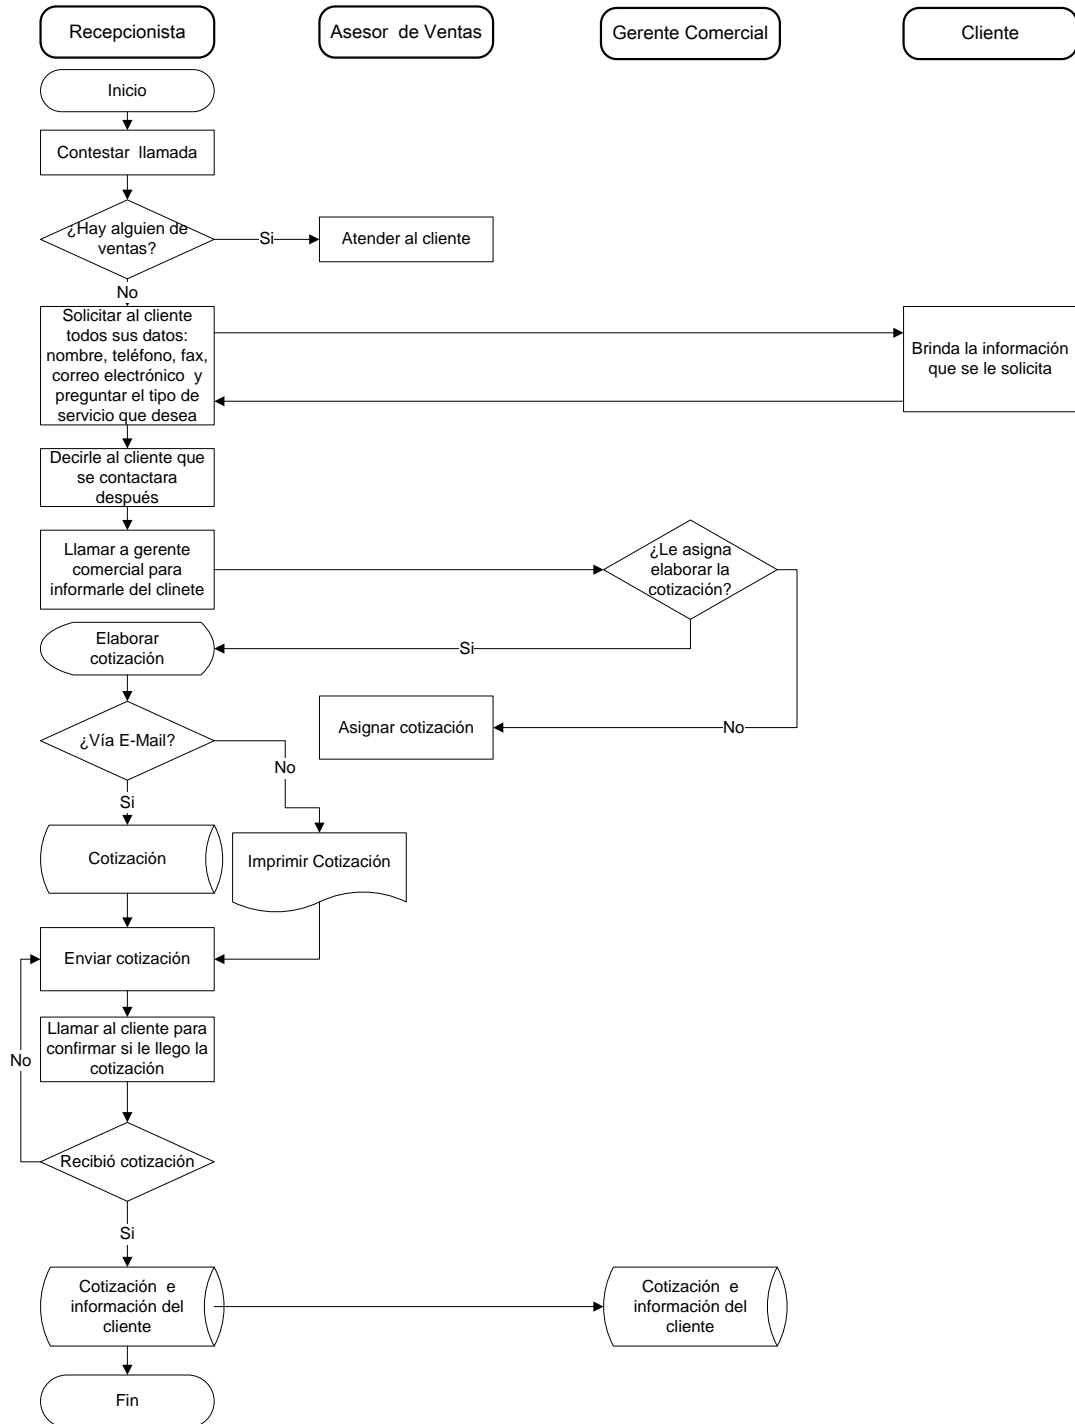 Recepcionista
Asesor de Ventas
Gerente Comercial
Cliente
Inicio
Contestar llamada
¿Hay alguien de
ventas?
Si
Atender al cliente
No
Solicitar al cliente
todos sus datos:
nombre, teléfono, fax,
correo electrónico y
preguntar el tipo de
servicio que desea
Brinda la información
que se le solicita
Decirle al cliente que
se contactara
después
Llamar a gerente
comercial para
informarle del clinete
¿Le asigna
elaborar la
cotización?
Elaborar
cotización
Si
Asignar cotización
No
¿Vía E-Mail?
No
Si
Cotización
Imprimir Cotización
Enviar cotización
Llamar al cliente para
confirmar si le llego la
cotización
No
Recibió cotización
Si
Cotización e
información del
cliente
Cotización e
información del
cliente
Fin